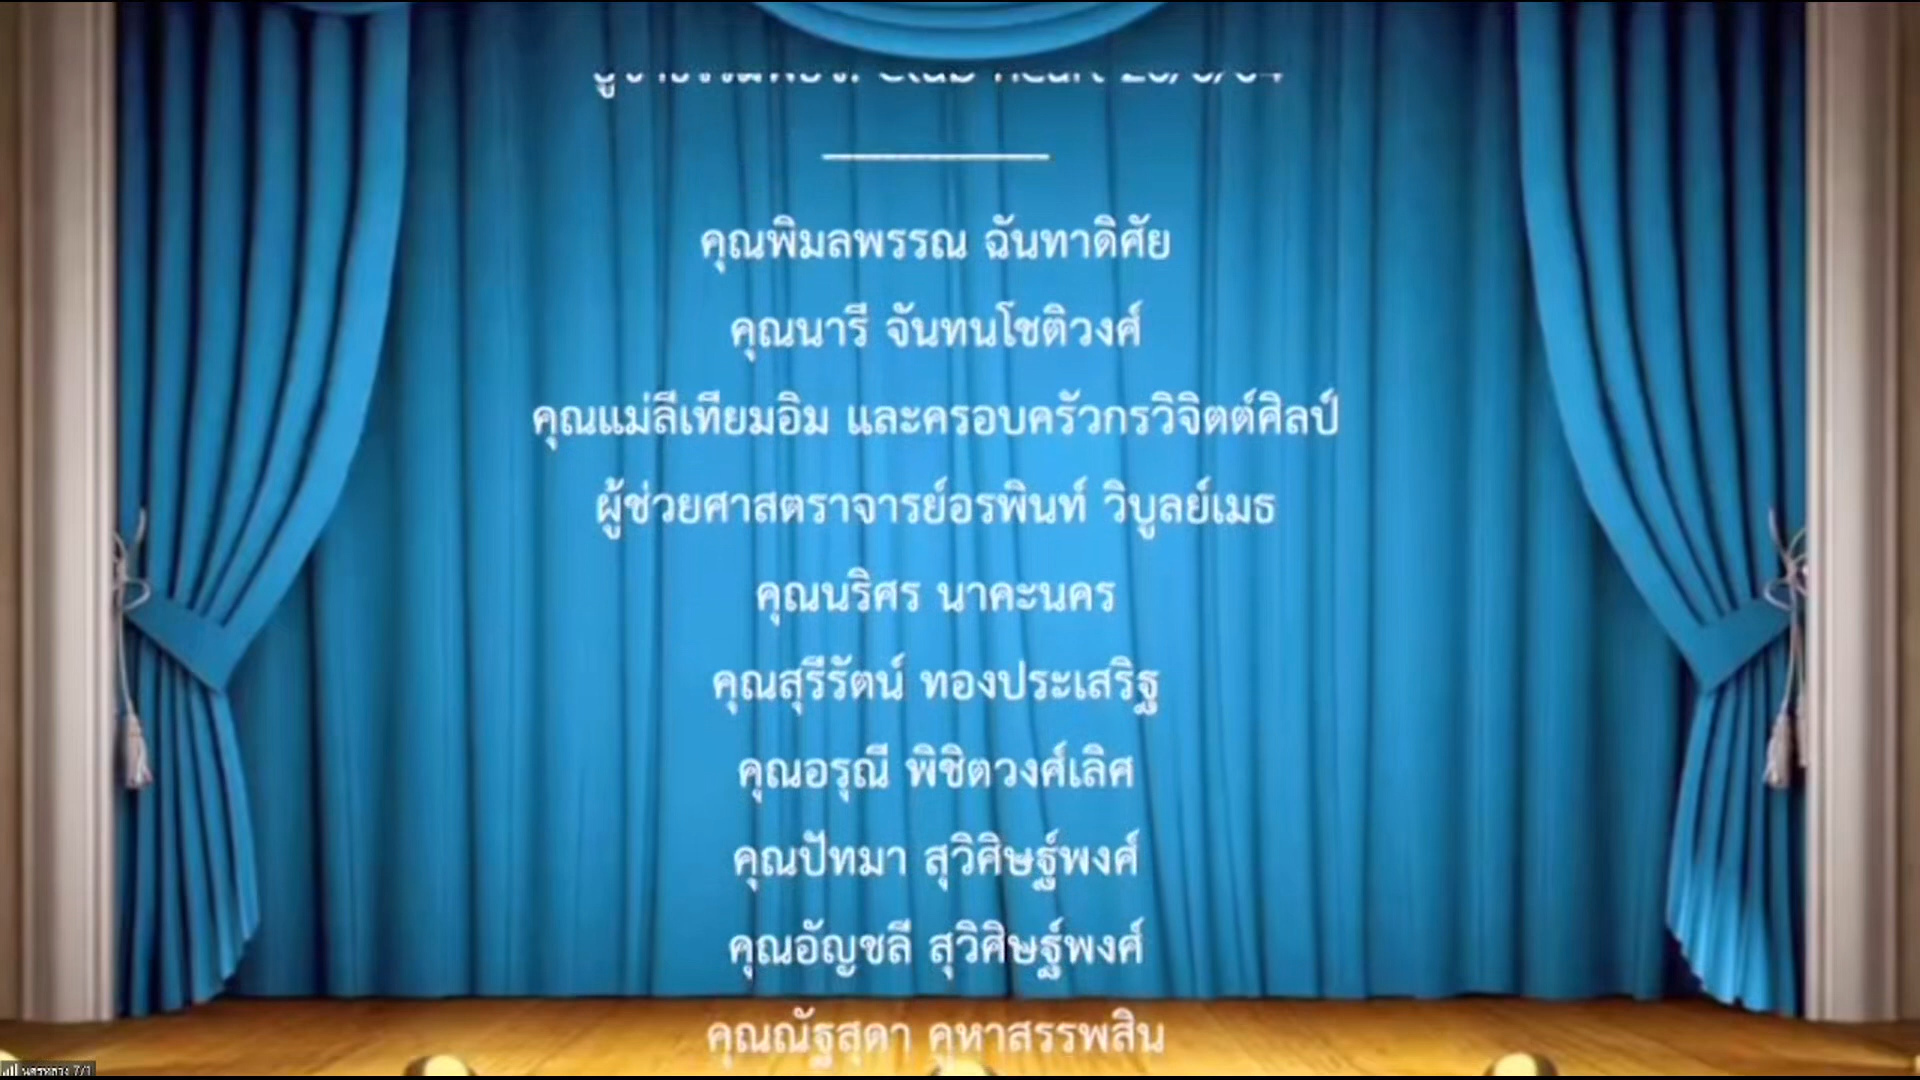 Club Heart 20/6/64
คุณพิมลพรรณ ฉันทาดิศัย
คุณนารี จันทนโชติวงศ์
คุณแม่ลีเทียมอิม และครอบครัวกรวิจิตต์ศิลป์
ผู้ช่วยศาสตราจารย์อรพินท์ วิบูลย์เมธ
คุณนริศร นาคะนคร
คุณสุรีรัตน์ ทองประเสริฐ
คุณอรุณี พิชิตวงศ์เลิศ
คุณปัทมา สุวิศิษฐ์พงศ์
คุณอัญชลี สุวิศิษฐ์พงศ์
คุณณัฐสุดา คูหาสรรพสิน
7/1